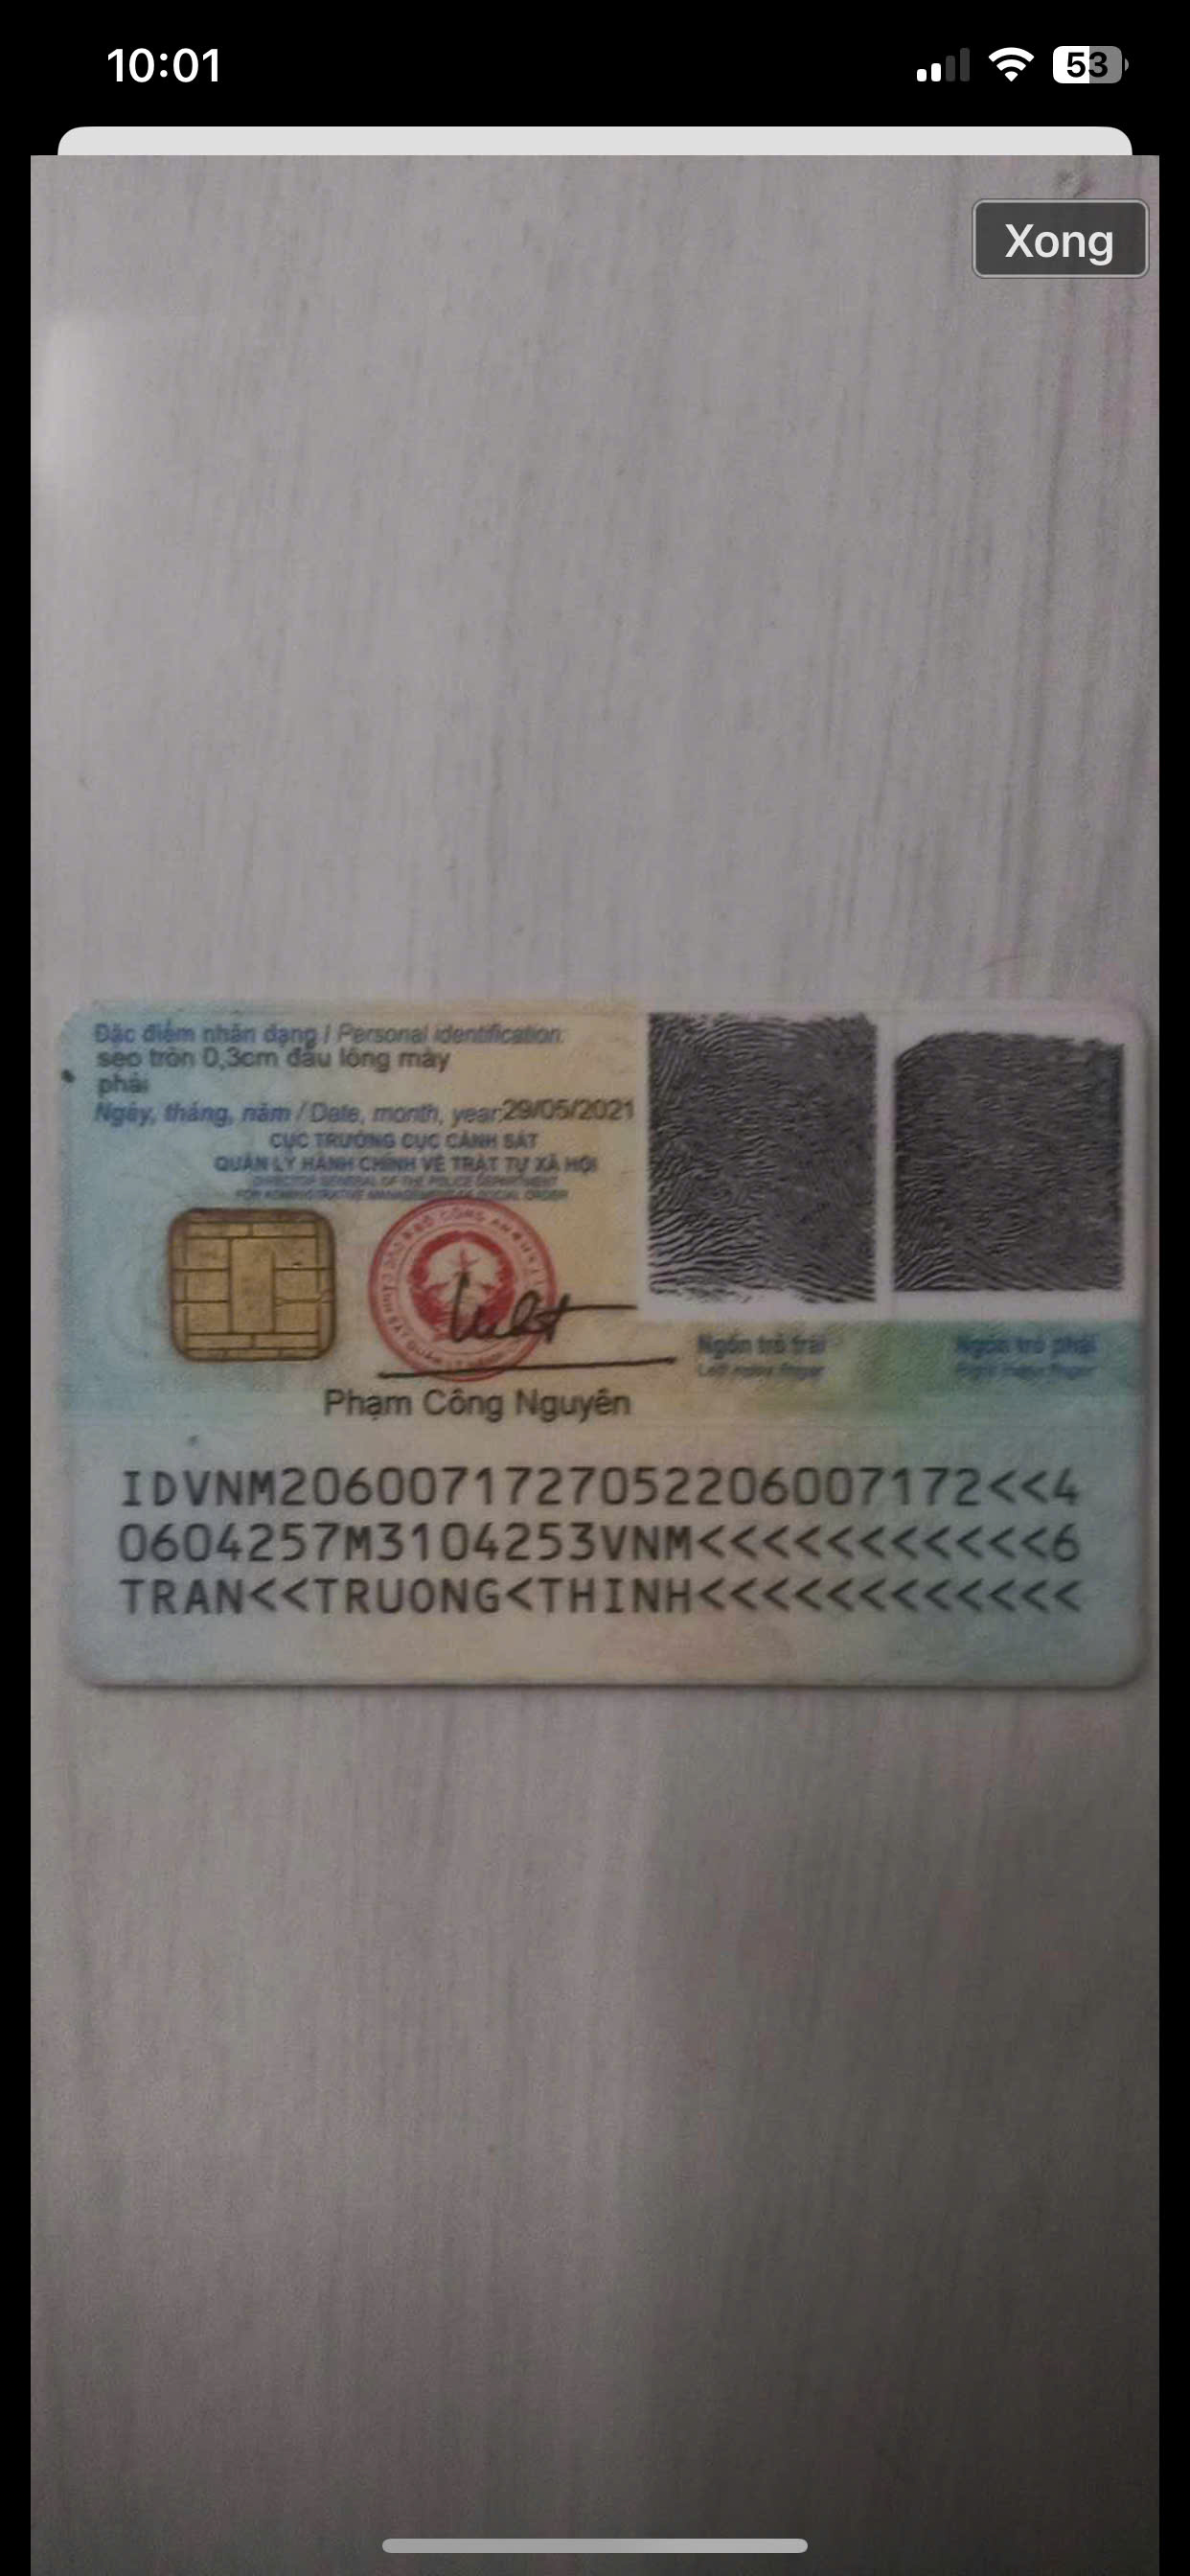 10:01
53
Xong
Đặc điểm nhân dạng / Personal identification:
sẹo tròn 0,3cm đầu lông mày
phải
Ngày, tháng, năm / Date, month, year: 29/05/2021
CỤC TRƯỞNG CỤC CẢNH SÁT
QUẢN LÝ HÀNH CHÍNH VỀ TRẬT TỰ XÃ HỘI
DIRECTOR GENERAL OF THE POLICE DEPARTMENT
FOR ADMINISTRATIVE MANAGEMENT OF SOCIAL ORDER
Ngón trỏ trái
Ngón trỏ phải
Left index finger
Right index finger
Phạm Công Nguyên
IDVNM2060071727052206007172<<4
0604257M3104253VNM<<<<<<<<<<<6
TRAN<<TRUONG<THINH<<<<<<<<<<<<